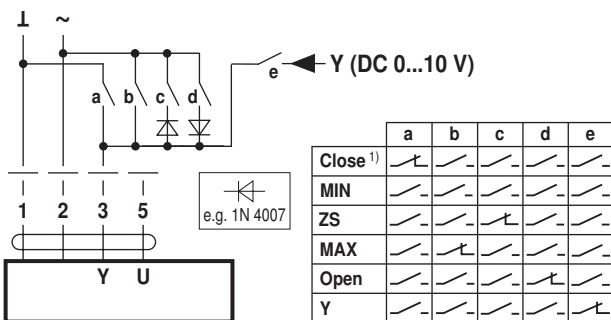 ⊥ ~
e Y (DC 0...10 V)
a b c d
1 2 3 5
e.g. 1N 4007
Y U
a b c d e
Close 1)
MIN
ZS
MAX
Open
Y